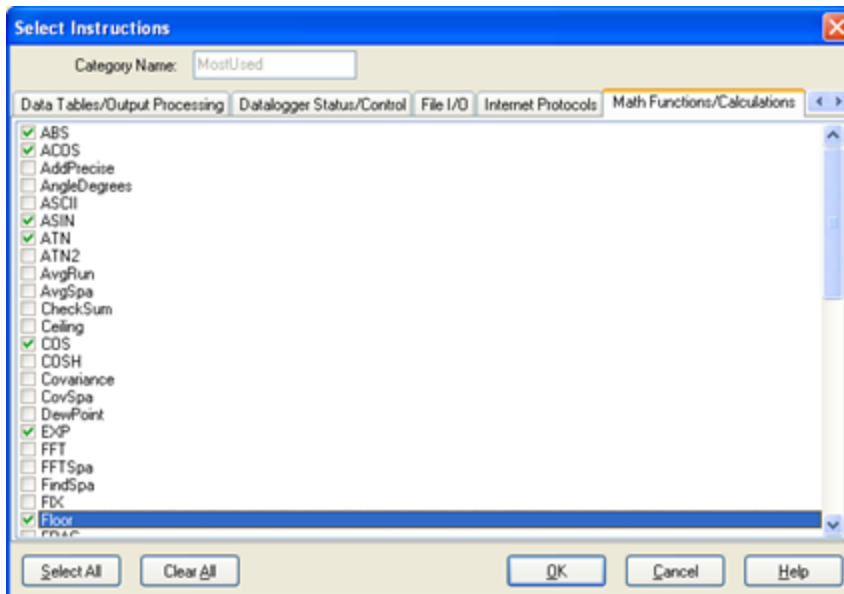 Select Instructions
Category Name: MostUsed
Data Tables/Output Processing Datalogger Status/Control File I/O Internet Protocols Math Functions/Calculations
ABS
ACOS
AddPrecise
AngleDegrees
ASCII
ASIN
ATN
ATN2
AvgRun
AvgSpa
CheckSum
Ceiling
COS
COSH
Covariance
CovSpa
DewPoint
EXP
FFT
FFTSpa
FindSpa
FIX
Floor
Select All Clear All OK Cancel Help